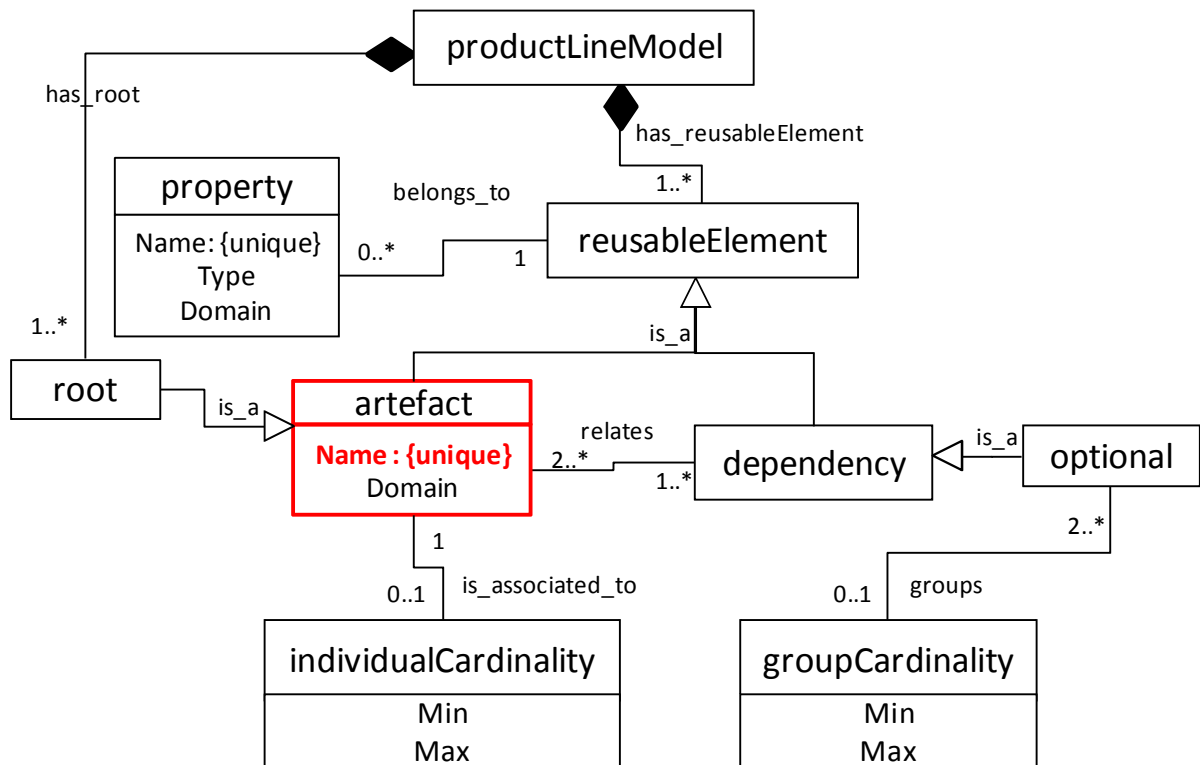 productLineModel
has_root
has_reusableElement
1..*
property
Name: {unique}
Type
Domain
belongs_to
0..*
1
reusableElement
is_a
1..*
root
is_a
artefact
Name : {unique}
Domain
relates
2..*
1..*
dependency
is_a
optional
1
0..1
is_associated_to
2..*
0..1
groups
individualCardinality
Min
Max
groupCardinality
Min
Max